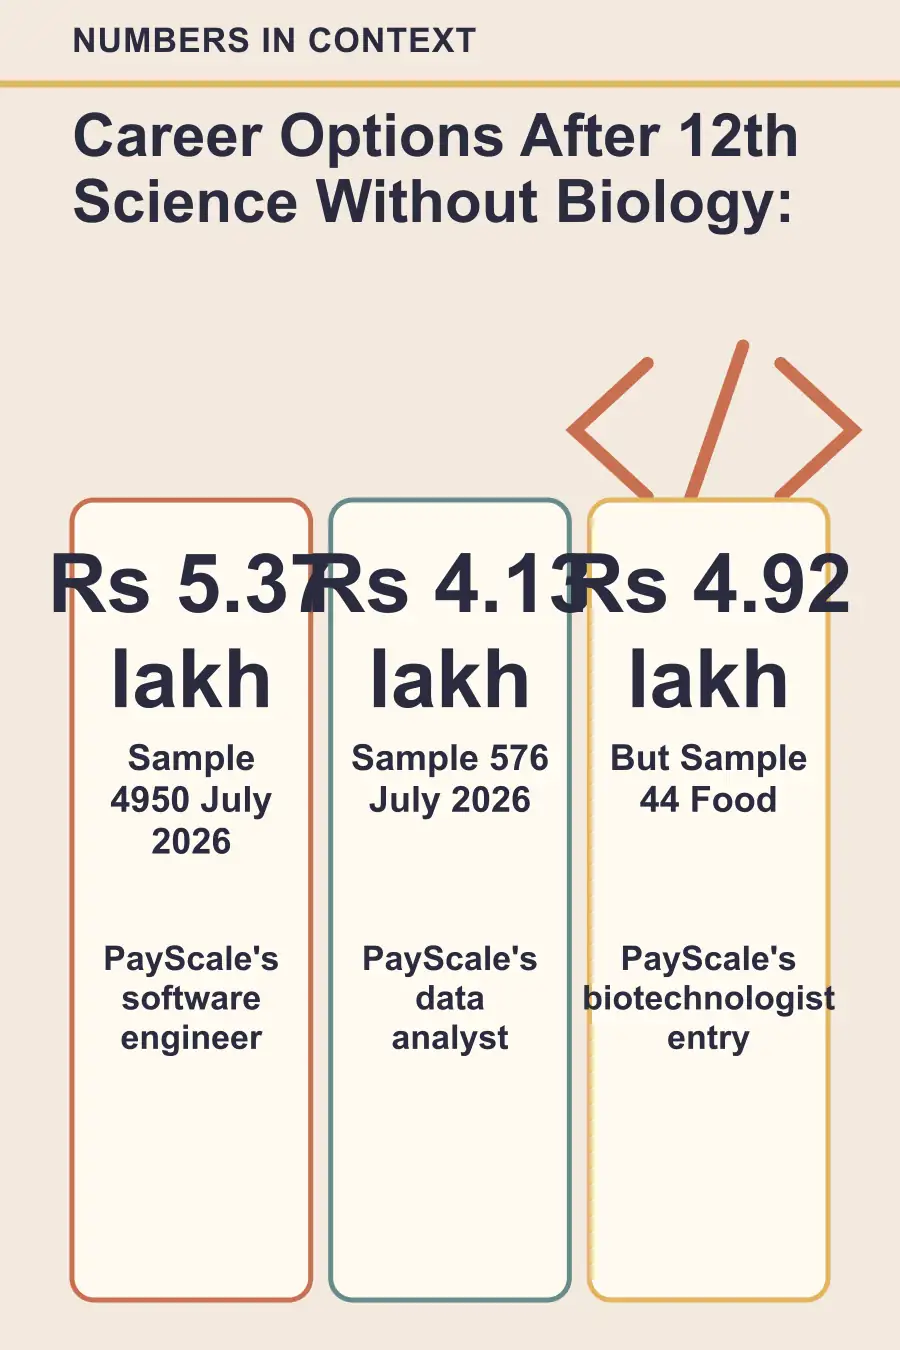 NUMBERS IN CONTEXT
Career Options After 12th
Science Without Biology:
Rs 5.37
lakh
Sample
4950 July
2026
PayScale's
software
engineer
Rs 4.13
lakh
Sample 576
July 2026
PayScale's
data
analyst
Rs 4.92
lakh
But Sample
44 Food
PayScale's
biotechnologist
entry